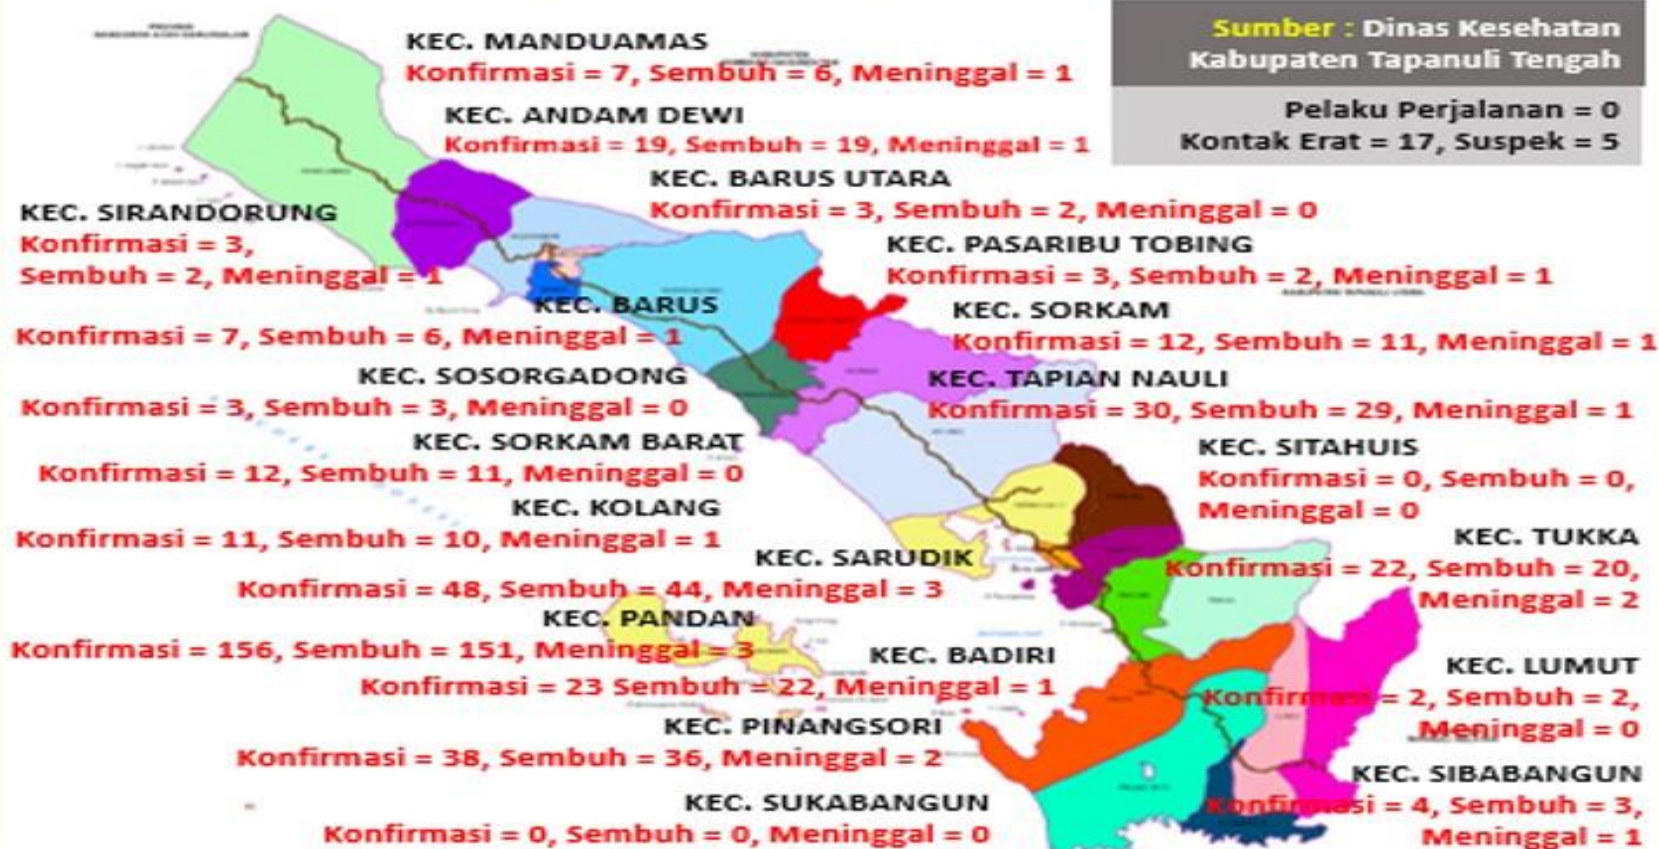 Sumber : Dinas Kesehatan
Kabupaten Tapanuli Tengah
Pelaku Perjalanan = 0
Kontak Erat = 17, Suspek = 5
KEC. MANDUAMAS
Konfirmasi = 7, Sembuh = 6, Meninggal = 1
KEC. ANDAM DEWI
Konfirmasi = 19, Sembuh = 19, Meninggal = 1
KEC. BARUS UTARA
Konfirmasi = 3, Sembuh = 2, Meninggal = 0
KEC. SIRANDORUNG
Konfirmasi = 3,
Sembuh = 2, Meninggal = 1
KEC. PASARIBU TOBING
Konfirmasi = 3, Sembuh = 2, Meninggal = 1
KEC. BARUS
Konfirmasi = 7, Sembuh = 6, Meninggal = 1
KEC. SORKAM
Konfirmasi = 12, Sembuh = 11, Meninggal = 1
KEC. SOSORGADONG
Konfirmasi = 3, Sembuh = 3, Meninggal = 0
KEC. TAPIAN NAULI
Konfirmasi = 30, Sembuh = 29, Meninggal = 1
KEC. SORKAM BARAT
Konfirmasi = 12, Sembuh = 11, Meninggal = 0
KEC. SITAHUIS
Konfirmasi = 0, Sembuh = 0,
Meninggal = 0
KEC. KOLANG
Konfirmasi = 11, Sembuh = 10, Meninggal = 1
KEC. TUKKA
Konfirmasi = 22, Sembuh = 20,
Meninggal = 2
KEC. SARUDIK
Konfirmasi = 48, Sembuh = 44, Meninggal = 3
KEC. PANDAN
Konfirmasi = 156, Sembuh = 151, Meninggal = 3
KEC. BADIRI
Konfirmasi = 23 Sembuh = 22, Meninggal = 1
KEC. LUMUT
Konfirmasi = 2, Sembuh = 2,
Meninggal = 0
KEC. PINANGSORI
Konfirmasi = 38, Sembuh = 36, Meninggal = 2
KEC. SIBABANGUN
Konfirmasi = 4, Sembuh = 3,
Meninggal = 1
KEC. SUKABANGUN
Konfirmasi = 0, Sembuh = 0, Meninggal = 0